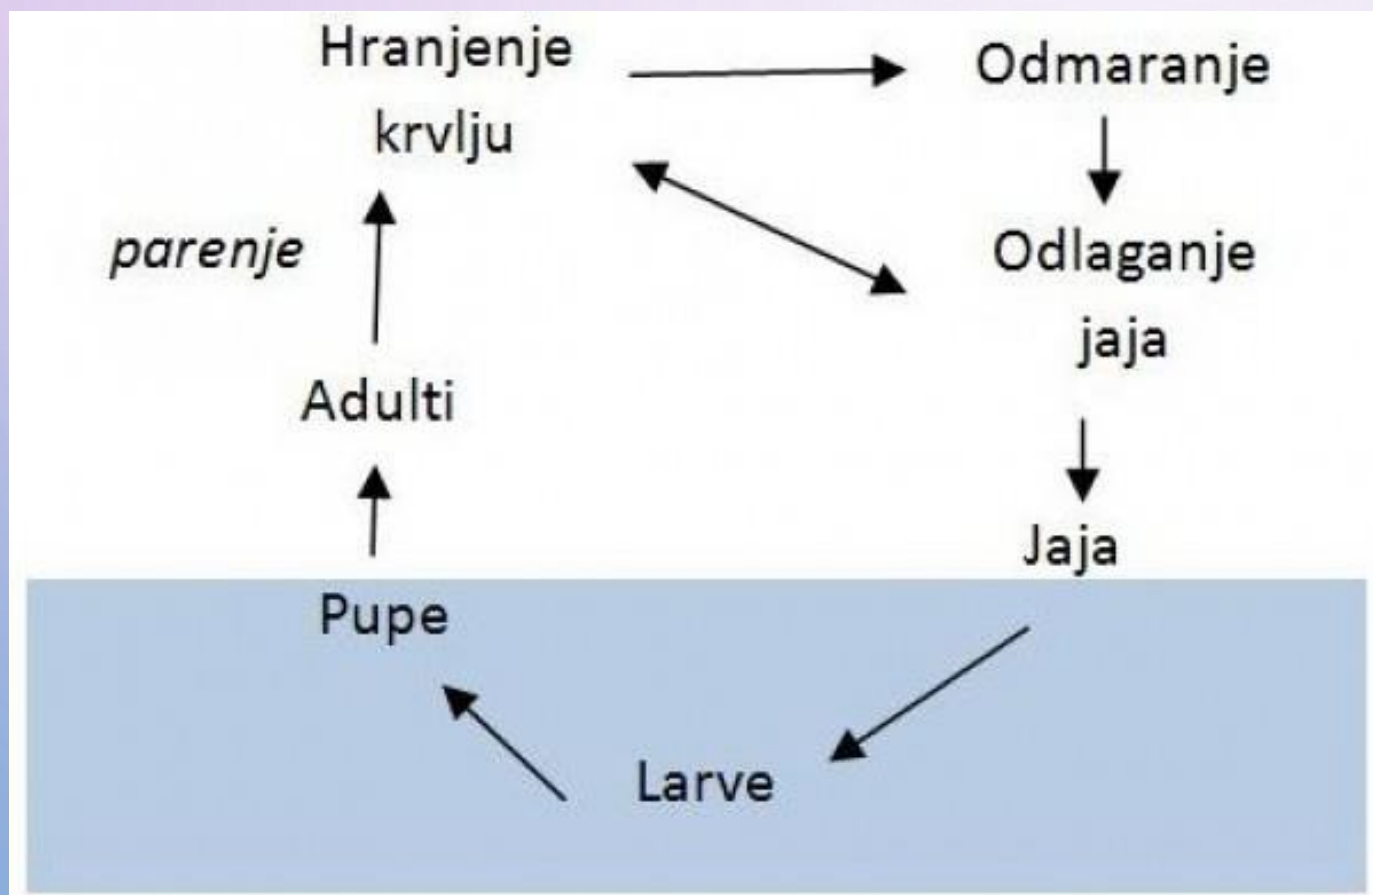 Hranjenje
krvlju
Odmaranje
parenje
Odlaganje
jaja
Adulti
Jaja
Pupe
Larve